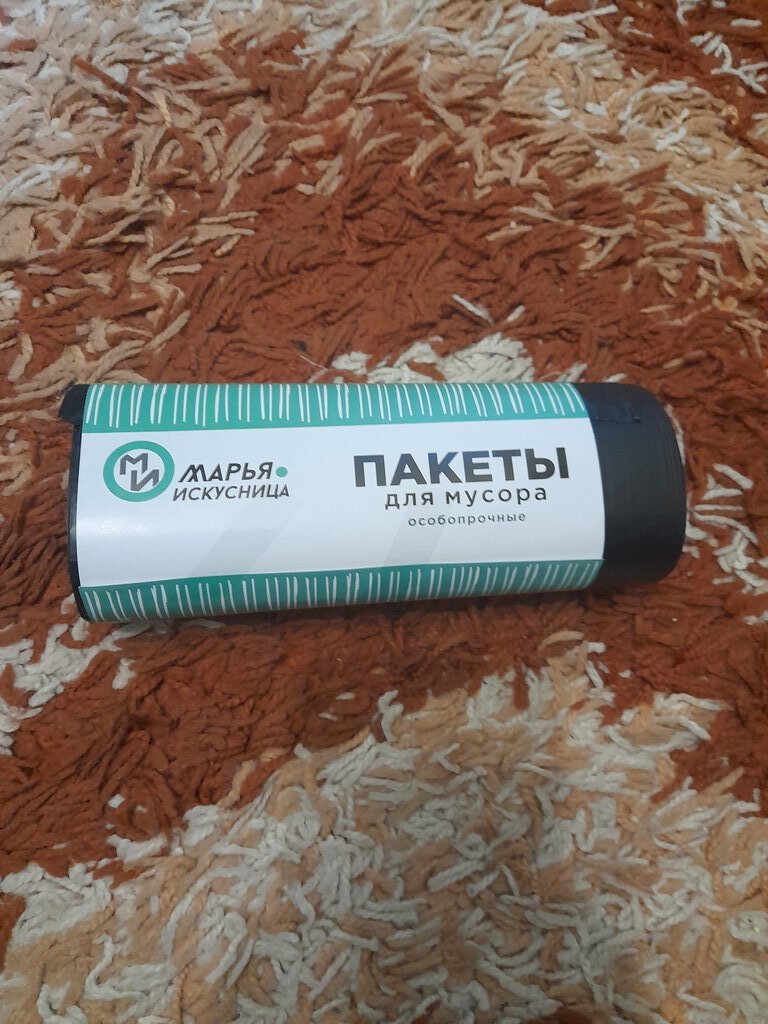 МИ
МАРЬЯ
ИСКУСНИЦА
ПАКЕТЫ
для мусора
особопрочные